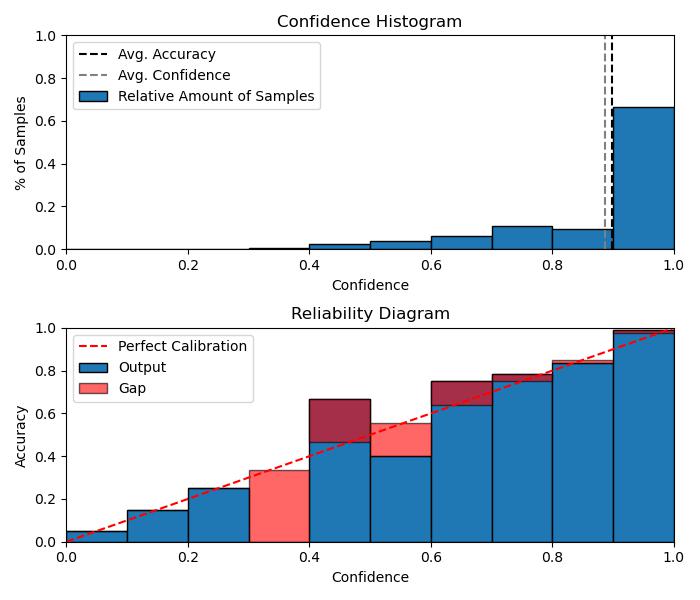 Confidence Histogram
1.0
0.8
0.6
0.4
0.2
0.0
% of Samples
Avg. Accuracy
Avg. Confidence
Relative Amount of Samples
0.0 0.2 0.4 0.6 0.8 1.0
Confidence
Reliability Diagram
1.0
0.8
0.6
0.4
0.2
0.0
Accuracy
Perfect Calibration
Output
Gap
0.0 0.2 0.4 0.6 0.8 1.0
Confidence